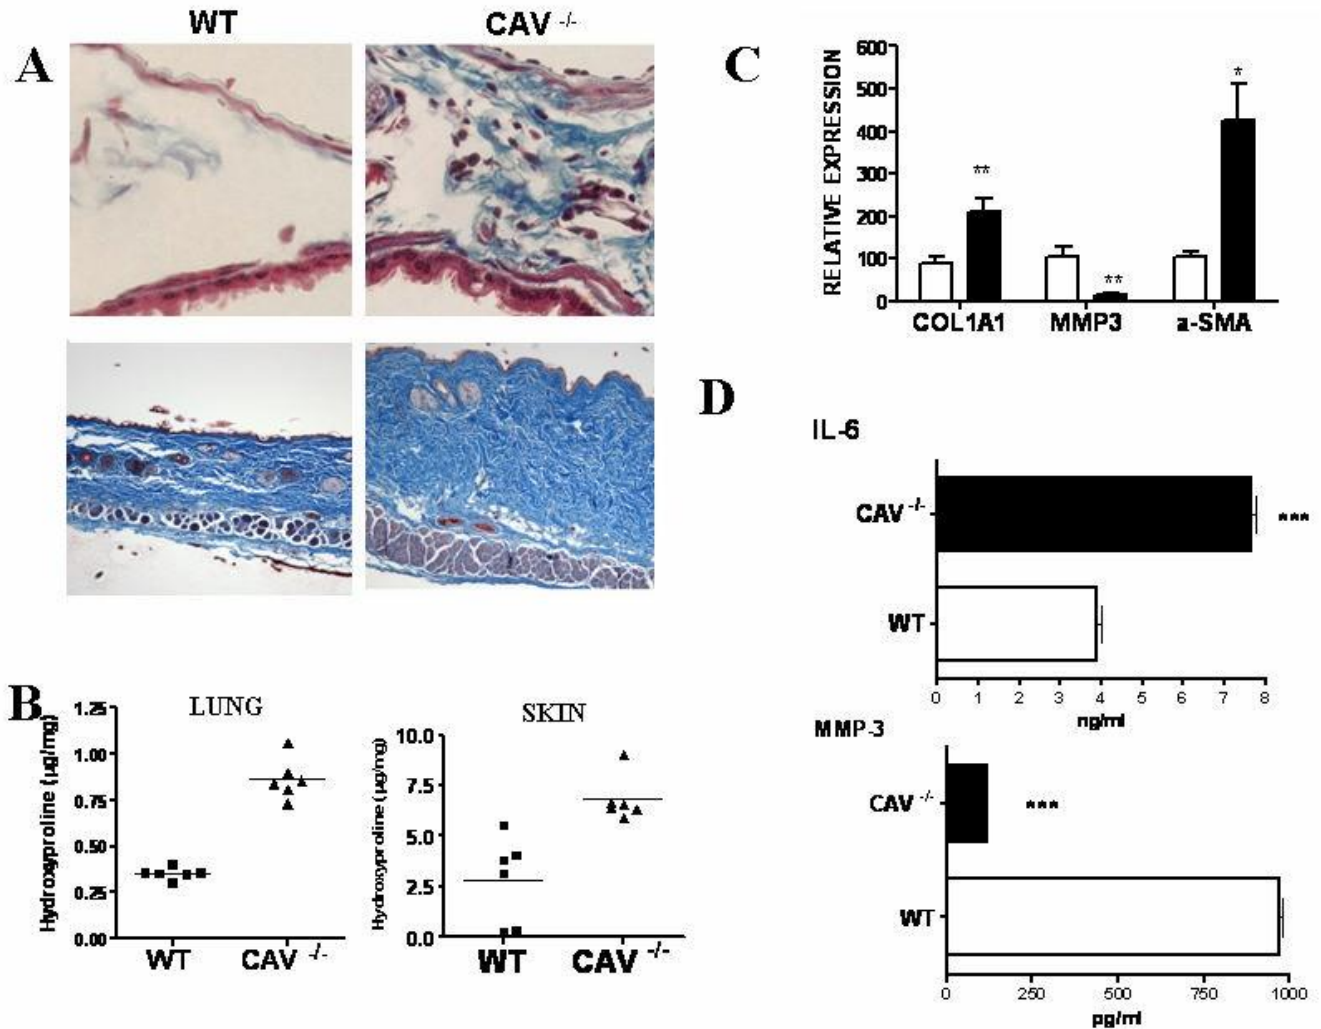 WT CAV -/-
A
B
LUNG
Hydroxyproline (µg/mg)
1.25
1.00
0.75
0.50
0.25
0.00
WT CAV -/-
SKIN
Hydroxyproline (µg/mg)
10.0
7.5
5.0
2.5
0.0
WT CAV -/-
C
RELATIVE EXPRESSION
600
500
400
300
200
100
0
** ** *
COL1A1 MMP3 a-SMA
D
IL-6
CAV -/- ***
WT
0 1 2 3 4 5 6 7 8
ng/ml
MMP-3
CAV -/- ***
WT
0 250 500 750 1000
pg/ml